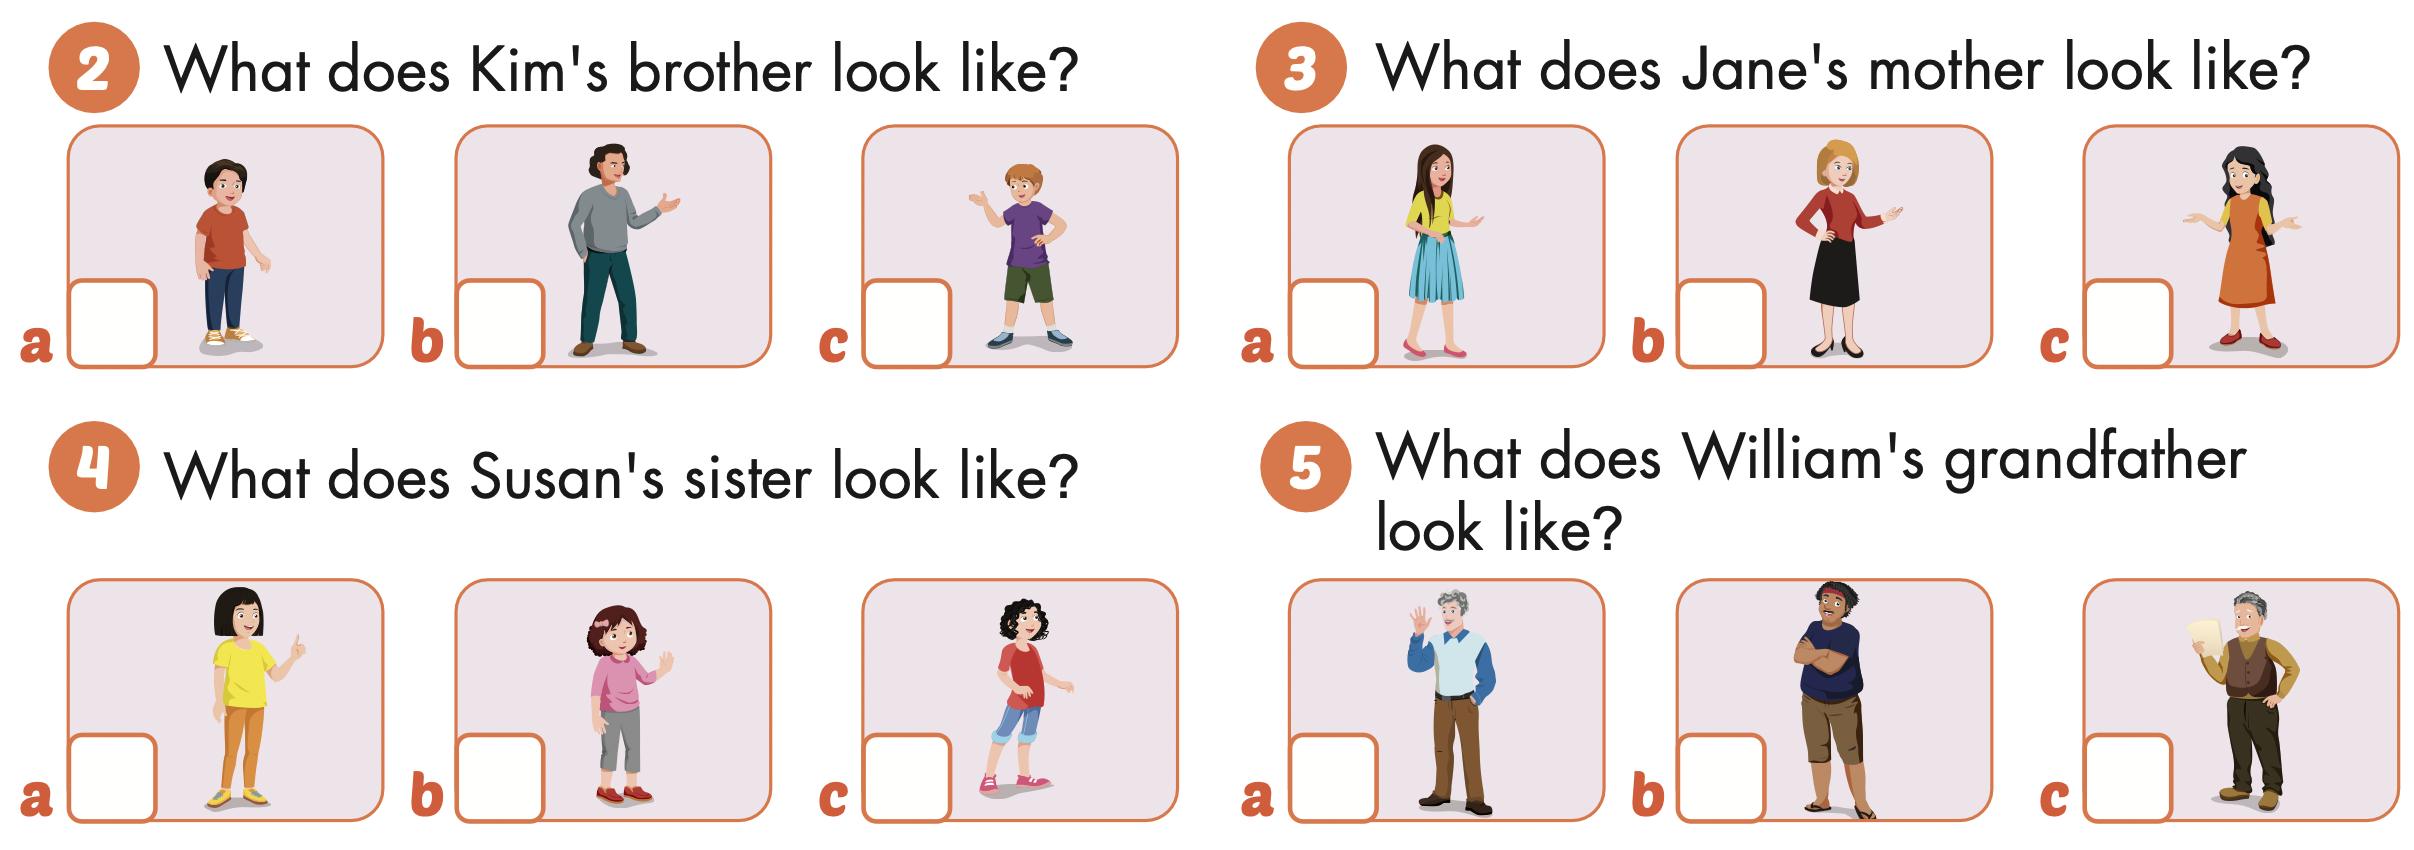 2 What does Kim's brother look like?
a
b
c
3 What does Jane's mother look like?
a
b
c
4 What does Susan's sister look like?
a
b
c
5 What does William's grandfather
look like?
a
b
c